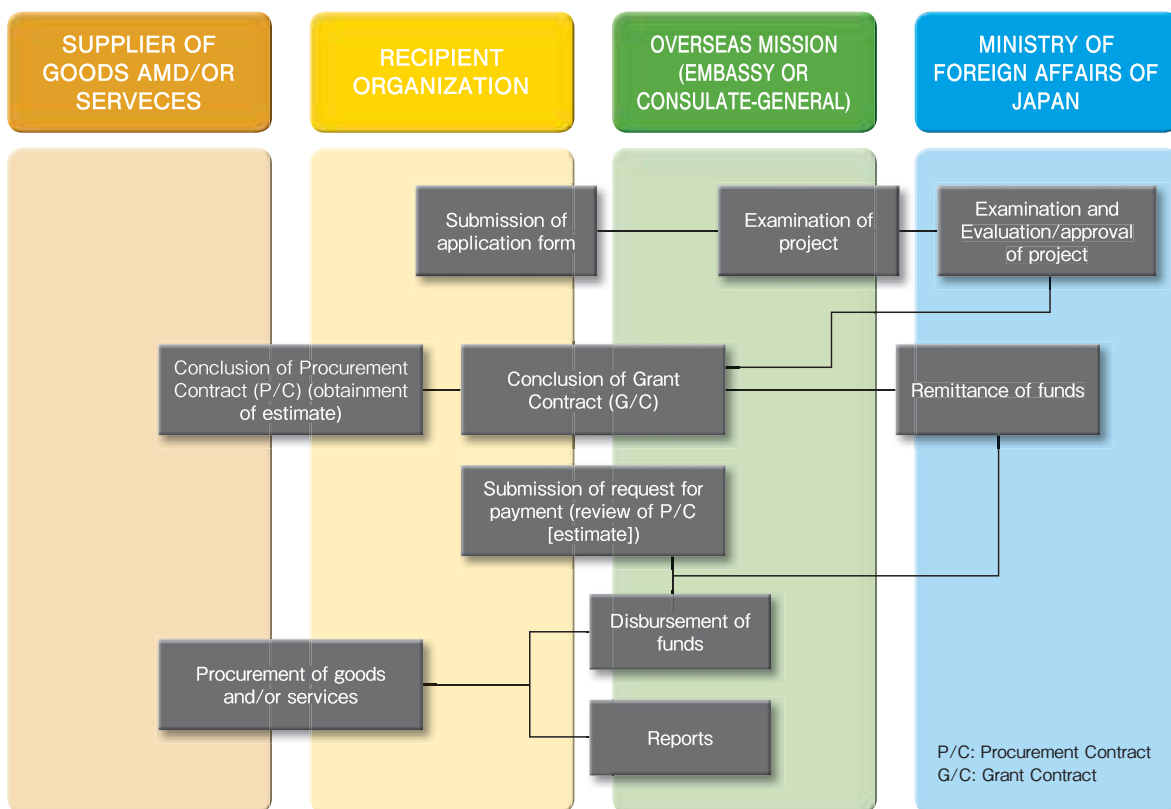 SUPPLIER OF
GOODS AMD/OR
SERVECES
RECIPIENT
ORGANIZATION
OVERSEAS MISSION
(EMBASSY OR
CONSULATE-GENERAL)
MINISTRY OF
FOREIGN AFFAIRS OF
JAPAN
Submission of
application form
Examination of
project
Examination and
Evaluation/approval
of project
Conclusion of Procurement
Contract (P/C) (obtainment
of estimate)
Conclusion of Grant
Contract (G/C)
Remittance of funds
Submission of request for
payment (review of P/C
[estimate])
Disbursement of
funds
Procurement of goods
and/or services
Reports
P/C: Procurement Contract
G/C: Grant Contract